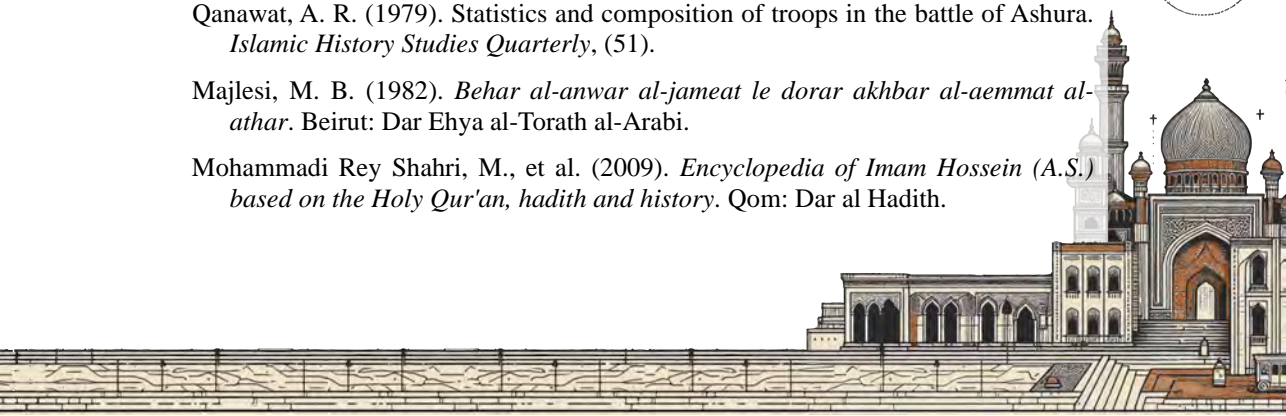 Qanawat, A. R. (1979). Statistics and composition of troops in the battle of Ashura.
Islamic History Studies Quarterly, (51).
Majlesi, M. B. (1982). Behar al-anwar al-jameat le dorar akhbar al-aemmat al-
athar. Beirut: Dar Ehya al-Torath al-Arabi.
Mohammadi Rey Shahri, M., et al. (2009). Encyclopedia of Imam Hossein (A.S.)
based on the Holy Qur'an, hadith and history. Qom: Dar al Hadith.